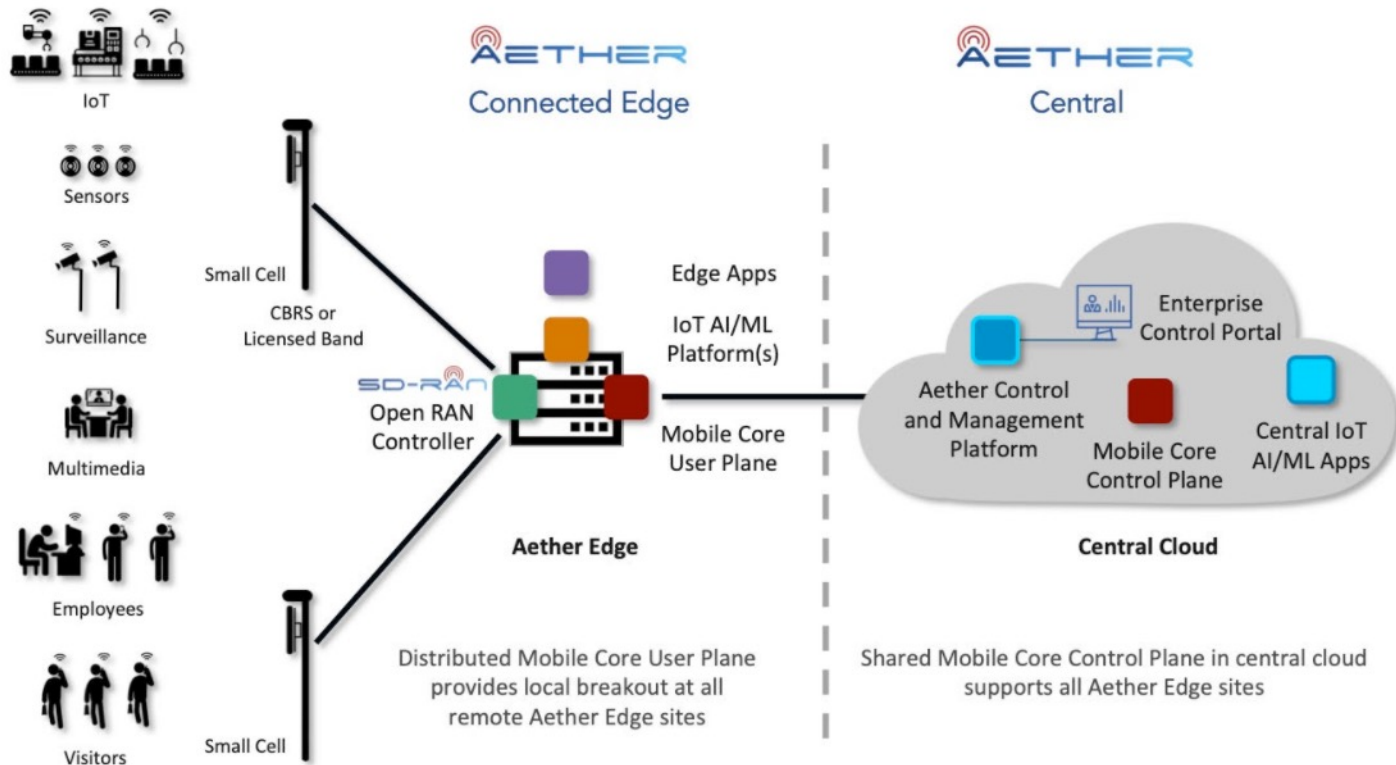 IoT
Sensors
Surveillance
Multimedia
Employees
Visitors
Small Cell
CBRS or
Licensed Band
Small Cell
AETHER
Connected Edge
Edge Apps
IoT AI/ML
Platform(s)
SD-RAN
Open RAN
Controller
Mobile Core
User Plane
Aether Edge
Distributed Mobile Core User Plane
provides local breakout at all
remote Aether Edge sites
AETHER
Central
Enterprise
Control Portal
Aether Control
and Management
Platform
Mobile Core
Control Plane
Central IoT
AI/ML Apps
Central Cloud
Shared Mobile Core Control Plane in central cloud
supports all Aether Edge sites